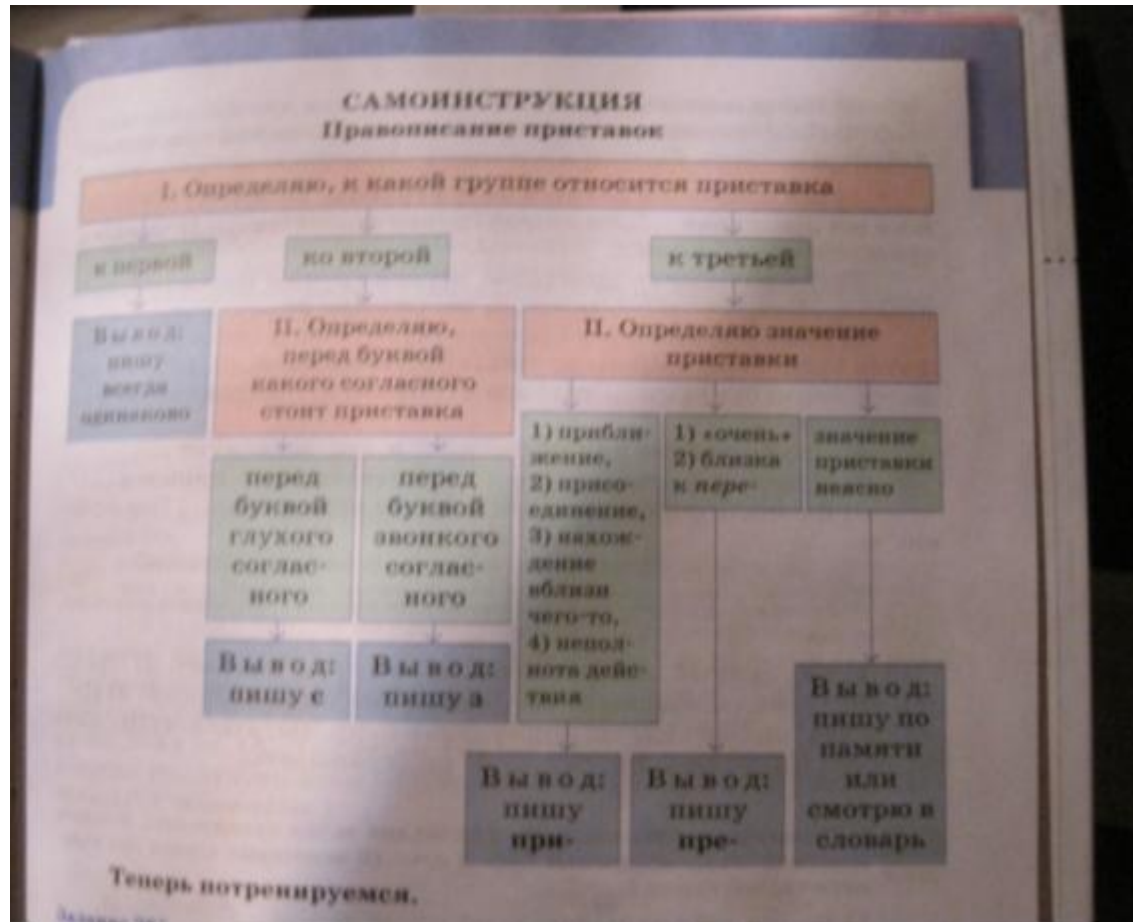 САМОИНСТРУКЦИЯ
Правописание приставок
I. Определяю, к какой группе относится приставка
к первой
ко второй
к третьей
Вывод:
пишу
всегда
одинаково
II. Определяю,
перед буквой
какого согласного
стоит приставка
II. Определяю значение
приставки
перед
буквой
глухого
соглас-
ного
перед
буквой
звонкого
соглас-
ного
1) прибли-
жение,
2) присо-
единение,
3) нахож-
дение
вблизи
чего-то,
4) непол-
нота дейс-
твия
1) «очень»
2) близка
к пере-
значение
приставки
неясно
Вывод:
пишу с
Вывод:
пишу з
Вывод:
пишу
при-
Вывод:
пишу
пре-
Вывод:
пишу по
памяти
или
смотрю в
словарь
Теперь потренируемся.